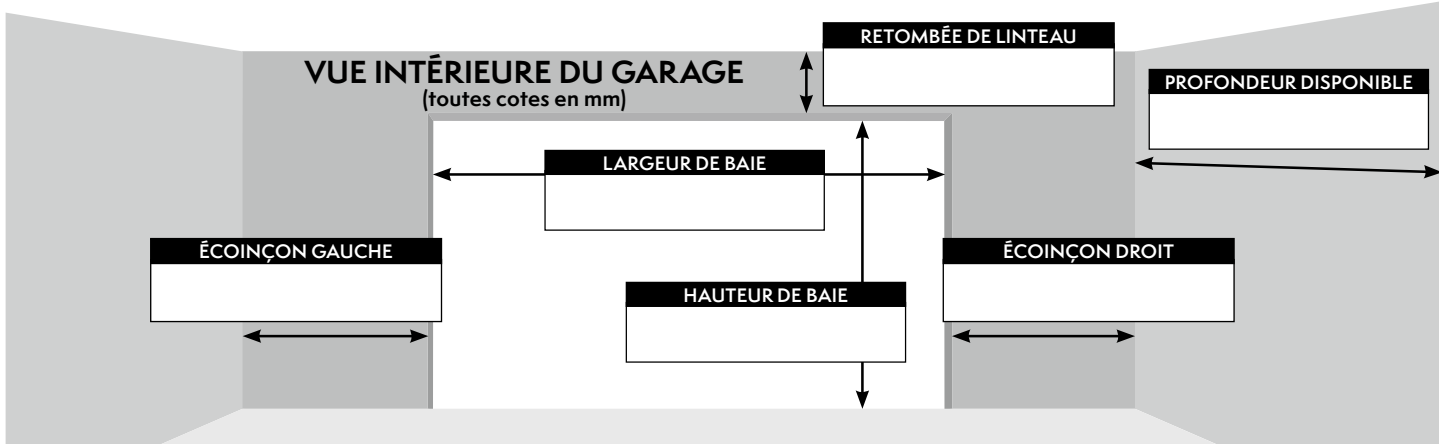 RETOMBÉE DE LINTEAU
VUE INTÉRIEURE DU GARAGE
(toutes cotes en mm)
PROFONDEUR DISPONIBLE
LARGEUR DE BAIE
ÉCOINÇON GAUCHE
ÉCOINÇON DROIT
HAUTEUR DE BAIE